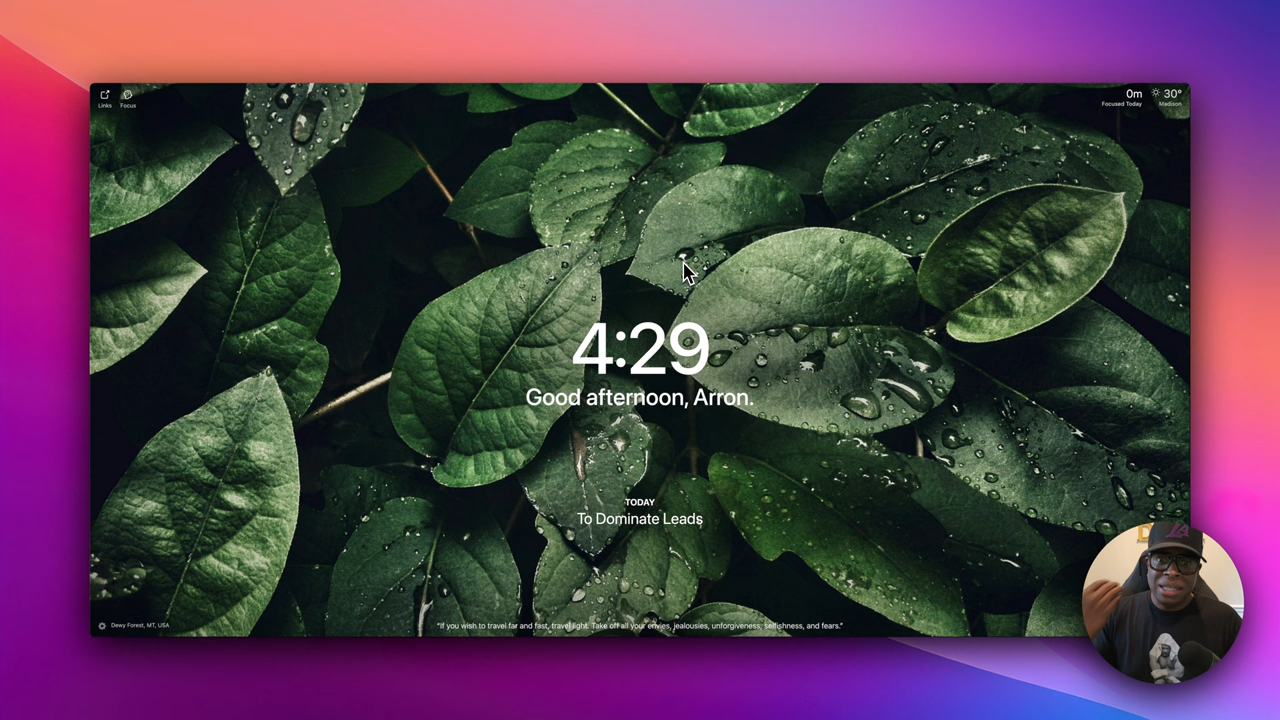 Links
Focus
0m
Focused Today
30°
Madison
4:29
Good afternoon, Arron.
TODAY
To Dominate Leads
Dewy Forest, MT, USA
“If you wish to travel far and fast, travel light. Take off all your envies, jealousies, unforgiveness, selfishness, and fears.”